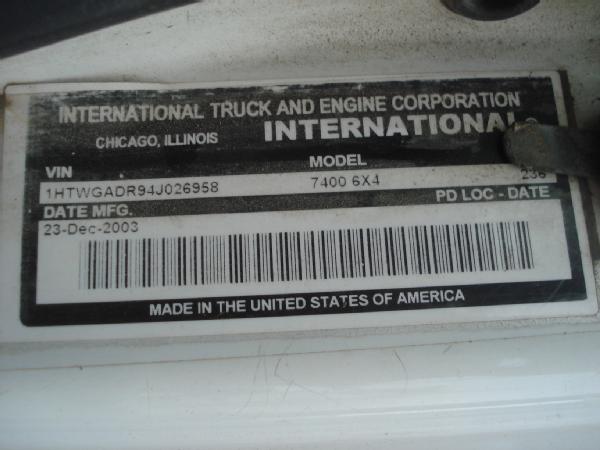 INTERNATIONAL TRUCK AND ENGINE CORPORATION
CHICAGO, ILLINOIS INTERNATIONAL
VIN MODEL
1HTWGADR94J026958 7400 6X4 236
DATE MFG. PD LOC - DATE
23-Dec-2003
MADE IN THE UNITED STATES OF AMERICA